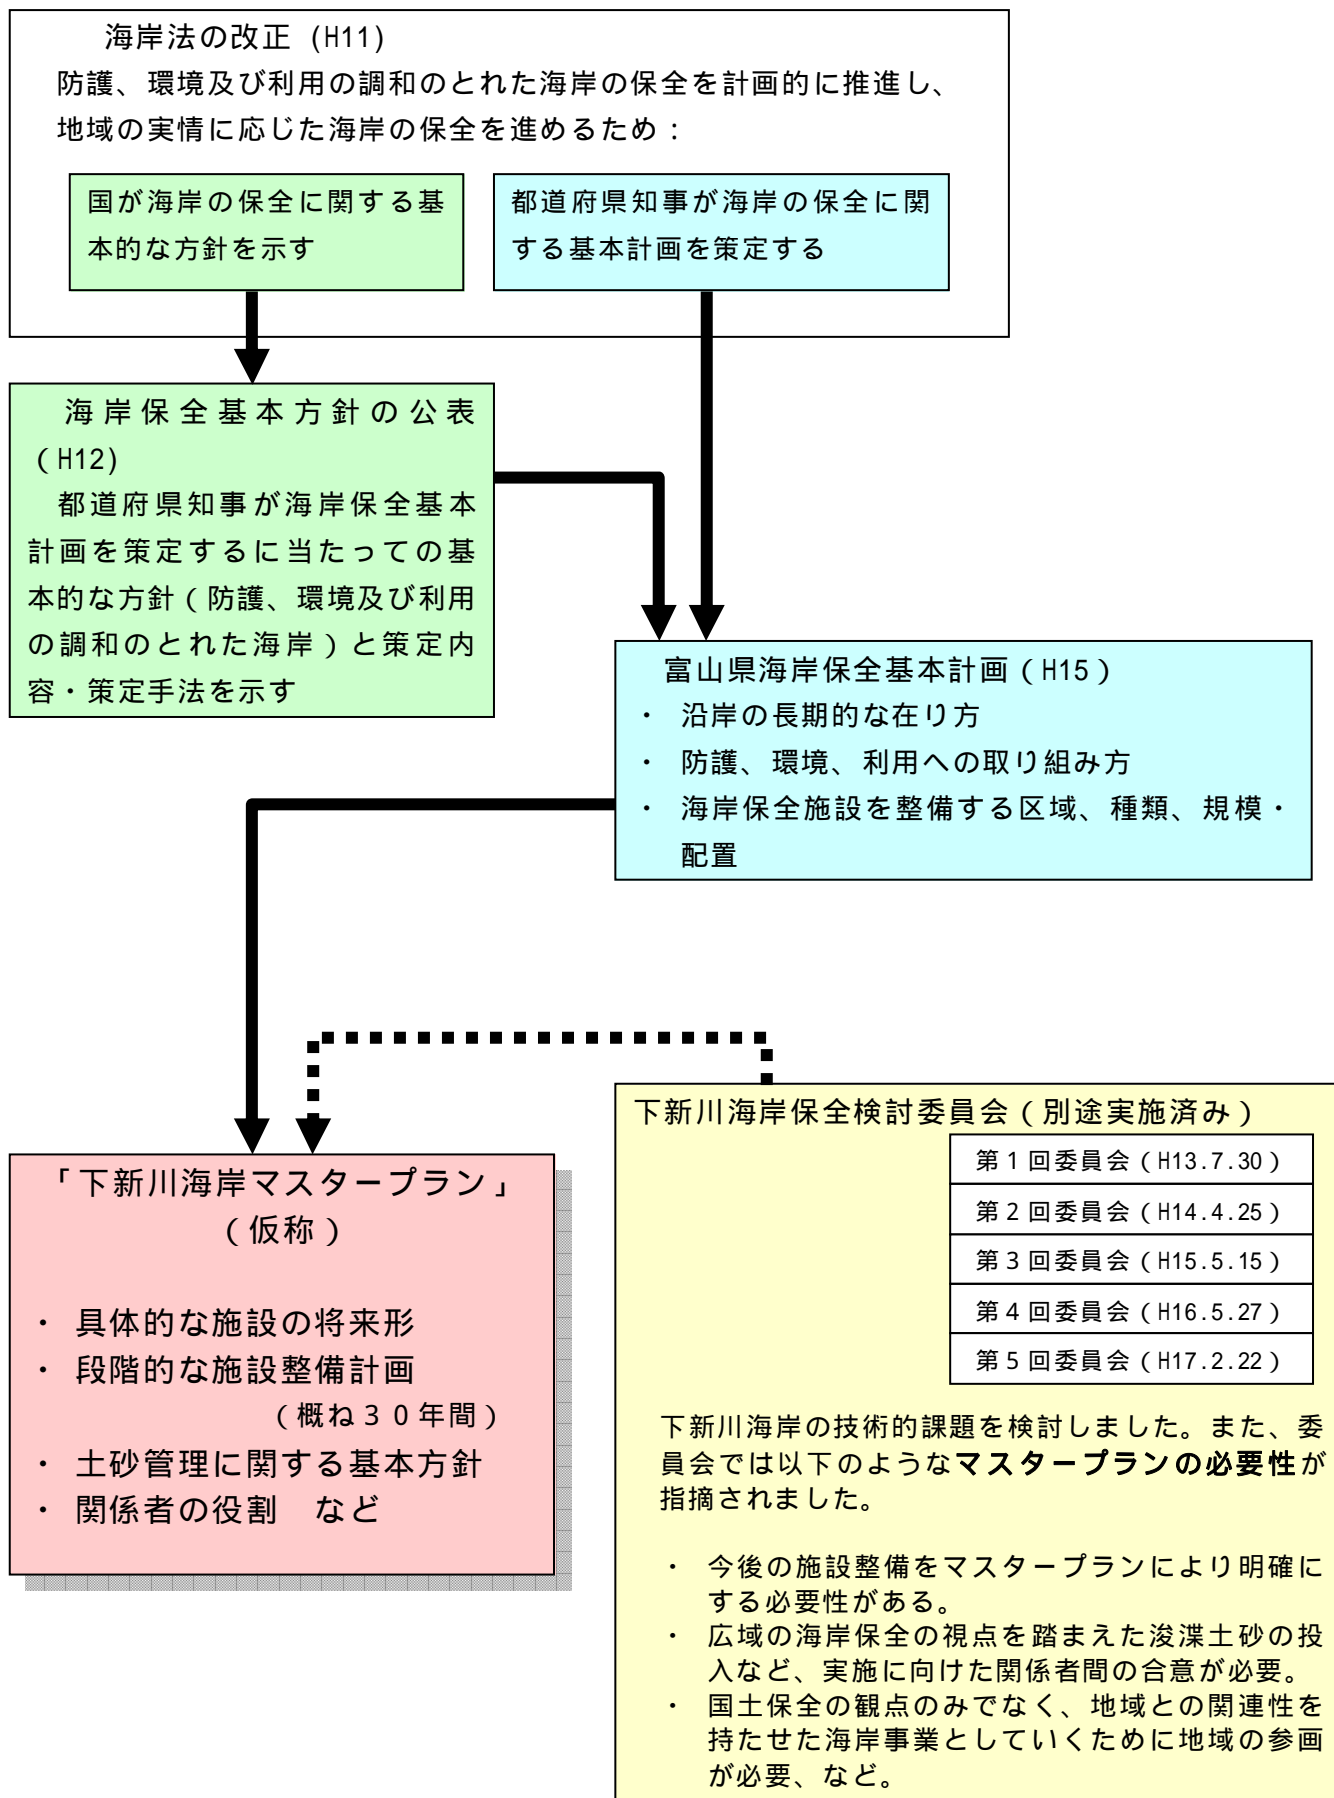 海岸法の改正 (H11)
防護、環境及び利用の調和のとれた海岸の保全を計画的に推進し、
地域の実情に応じた海岸の保全を進めるため：
国が海岸の保全に関する基
本的な方針を示す
都道府県知事が海岸の保全に関
する基本計画を策定する
海岸保全基本方針の公表
（H12)
都道府県知事が海岸保全基本
計画を策定するに当たっての基
本的な方針（防護、環境及び利用
の調和のとれた海岸）と策定内
容・策定手法を示す
富山県海岸保全基本計画（H15）
・ 沿岸の長期的な在り方
・ 防護、環境、利用への取り組み方
・ 海岸保全施設を整備する区域、種類、規模・
配置
「下新川海岸マスタープラン」
（仮称）
・ 具体的な施設の将来形
・ 段階的な施設整備計画
（概ね３０年間）
・ 土砂管理に関する基本方針
・ 関係者の役割　など
下新川海岸保全検討委員会（別途実施済み）
第１回委員会（H13.7.30）
第２回委員会（H14.4.25）
第３回委員会（H15.5.15）
第４回委員会（H16.5.27）
第５回委員会（H17.2.22）
下新川海岸の技術的課題を検討しました。また、委
員会では以下のようなマスタープランの必要性が
指摘されました。
・ 今後の施設整備をマスタープランにより明確に
する必要性がある。
・ 広域の海岸保全の視点を踏まえた浚渫土砂の投
入など、実施に向けた関係者間の合意が必要。
・ 国土保全の観点のみでなく、地域との関連性を
持たせた海岸事業としていくために地域の参画
が必要、など。